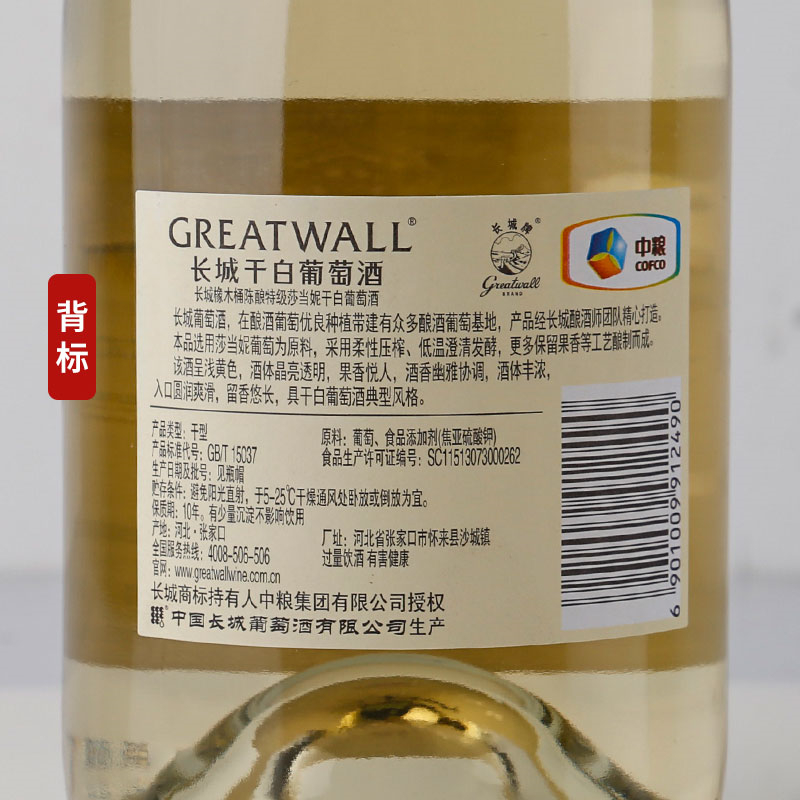 GREATWALL®
长城干白葡萄酒
长城橡木桶陈酿特级莎当妮干白葡萄酒
长城牌®
Greatwall
BRAND
中粮
COFCO
背标
长城葡萄酒，在酿酒葡萄优良种植带建有众多酿酒葡萄基地，产品经长城酿酒师团队精心打造。
本品选用莎当妮葡萄为原料，采用柔性压榨、低温澄清发酵，更多保留果香等工艺酿制而成。
该酒呈浅黄色，酒体晶亮透明，果香悦人，酒香幽雅协调，酒体丰浓，
入口圆润爽滑，留香悠长，具干白葡萄酒典型风格。
产品类型：干型
原料：葡萄、食品添加剂(焦亚硫酸钾)
产品标准代号：GB/T 15037
食品生产许可证编号：SC11513073000262
生产日期及批号：见瓶帽
贮存条件：避免阳光直射，于5-25℃干燥通风处卧放或倒放为宜。
保质期：10年。有少量沉淀不影响饮用
产地：河北·张家口
厂址：河北省张家口市怀来县沙城镇
全国服务热线：4008-505-506
过量饮酒 有害健康
官网：www.greatwallwine.com.cn
长城商标持有人中粮集团有限公司授权
中国长城葡萄酒有限公司生产
6 901009 912490